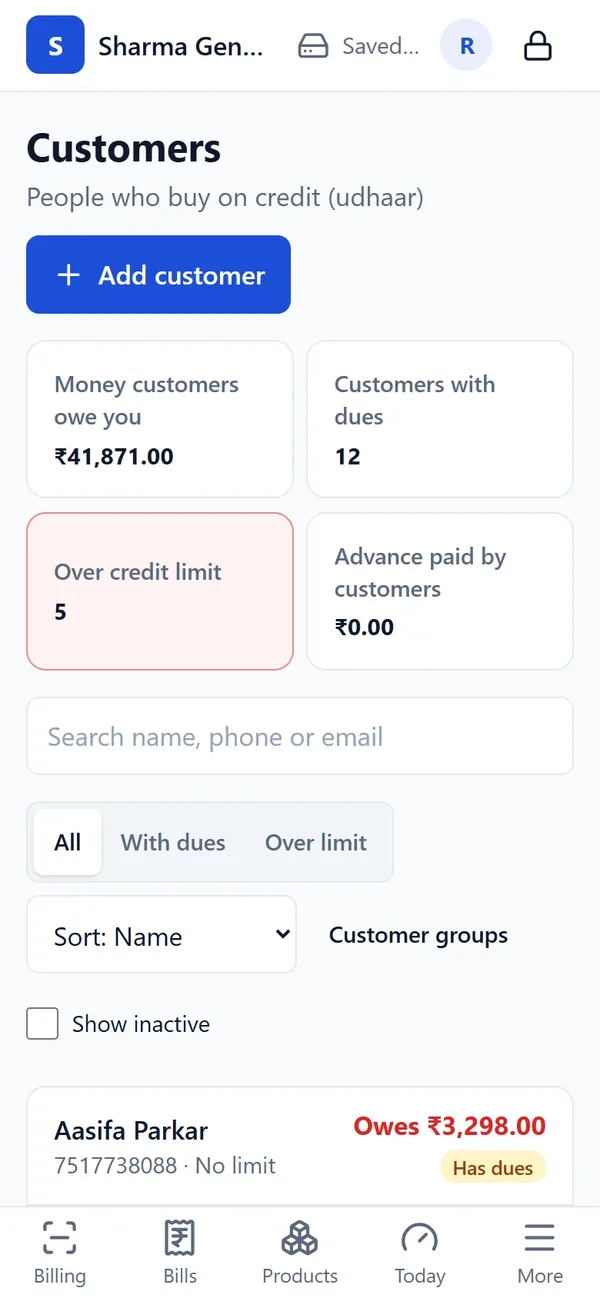 S Sharma Gen... Saved... R
Customers
People who buy on credit (udhaar)
+ Add customer
Money customers
owe you
₹41,871.00
Customers with
dues
12
Over credit limit
5
Advance paid by
customers
₹0.00
Search name, phone or email
All With dues Over limit
Sort: Name Customer groups
Show inactive
Aasifa Parkar Owes ₹3,298.00
7517738088 · No limit Has dues
Billing Bills Products Today More